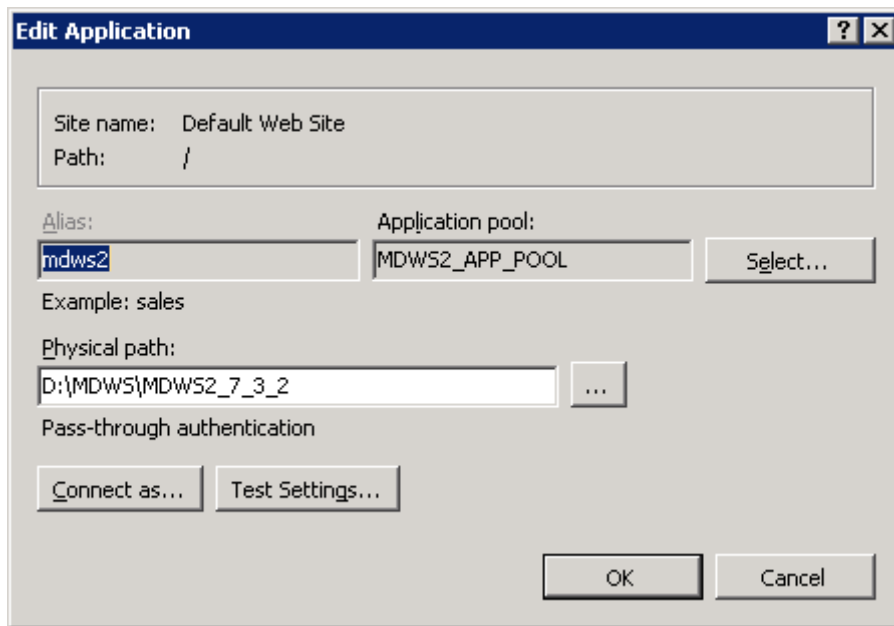 Edit Application
Site name: Default Web Site
Path: /
Alias: Application pool:
mdws2 MDWS2_APP_POOL Select...
Example: sales
Physical path:
D:\MDWS\MDWS2_7_3_2 ...
Pass-through authentication
Connect as... Test Settings...
OK Cancel